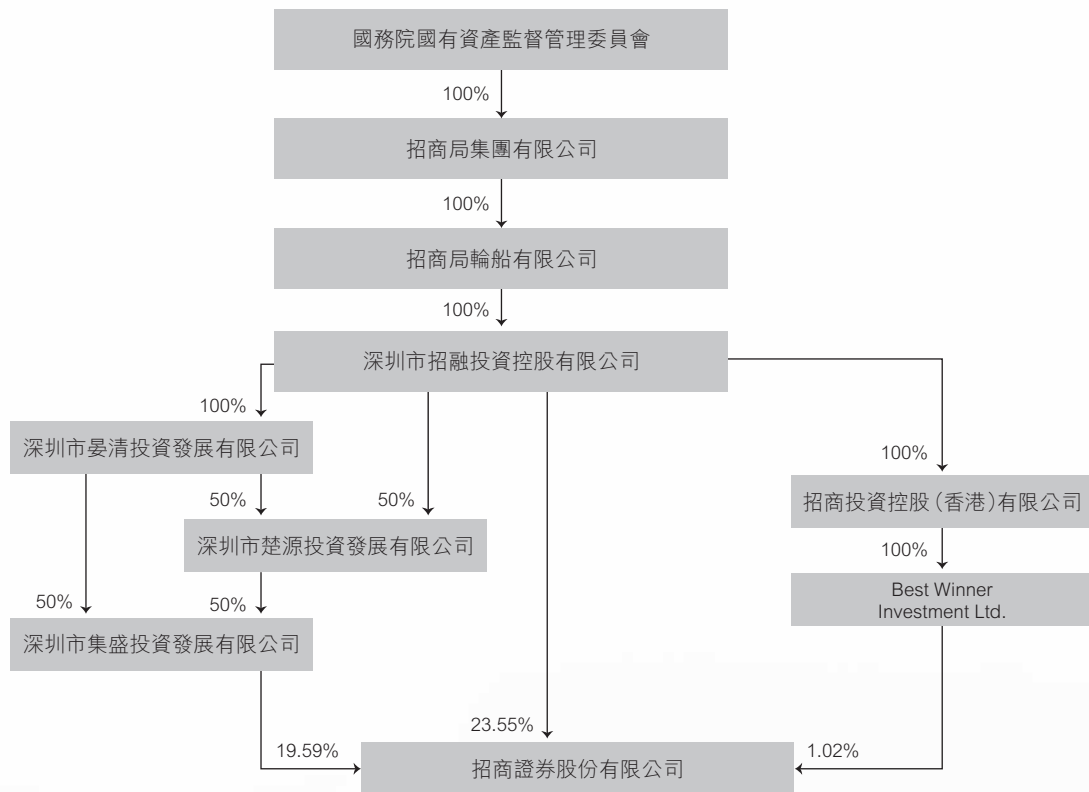 國務院國有資產監督管理委員會
100%
招商局集團有限公司
100%
招商局輪船有限公司
100%
深圳市招融投資控股有限公司
100%
深圳市晏清投資發展有限公司
100%
50%
50%
招商投資控股（香港）有限公司
深圳市楚源投資發展有限公司
100%
50%
50%
Best Winner
Investment Ltd.
深圳市集盛投資發展有限公司
23.55%
19.59%
1.02%
招商證券股份有限公司